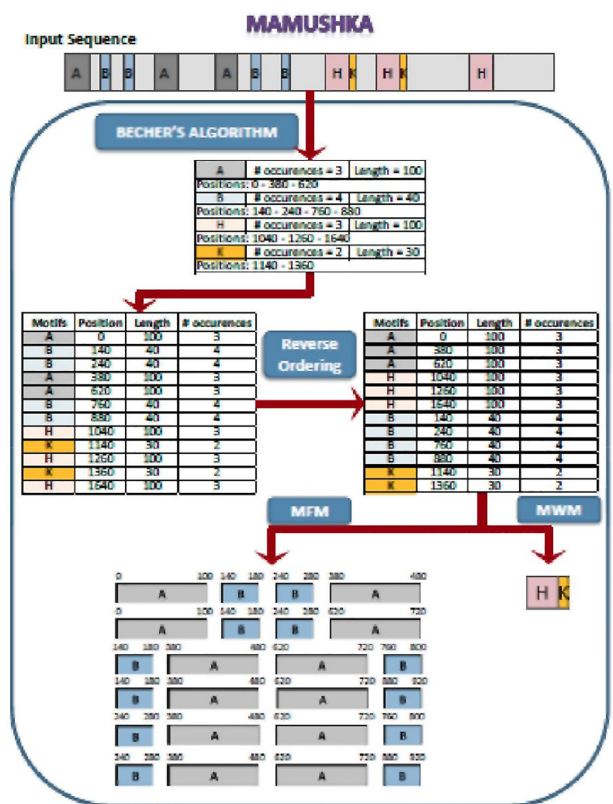 MAMUSHKA
Input Sequence
A B B A A B B H K H K H
BECHER'S ALGORITHM
A # occurences = 3 Length = 100
Positions: 0 - 380 - 620
B # occurences = 4 Length = 40
Positions: 140 - 240 - 760 - 880
H # occurences = 3 Length = 100
Positions: 1040 - 1260 - 1640
K # occurences = 2 Length = 30
Positions: 1140 - 1360
Motifs Position Length # occurences
A 0 100 3
B 140 40 4
B 240 40 4
A 380 100 3
A 620 100 3
B 760 40 4
B 880 40 4
H 1040 100 3
K 1140 30 2
H 1260 100 3
K 1360 30 2
H 1640 100 3
Reverse
Ordering
Motifs Position Length # occurences
A 0 100 3
A 380 100 3
A 620 100 3
H 1040 100 3
H 1260 100 3
H 1640 100 3
B 140 40 4
B 240 40 4
B 760 40 4
B 880 40 4
K 1140 30 2
K 1360 30 2
MFM
MWM
H K
0 100 140 180 240 280 380 480
A B B A
0 100 140 180 240 280 620 720
A B B A
140 180 380 480 620 720 760 800
B A A B
140 180 380 480 620 720 880 920
B A A B
240 280 380 480 620 720 760 800
B A A B
240 280 380 480 620 720 880 920
B A A B